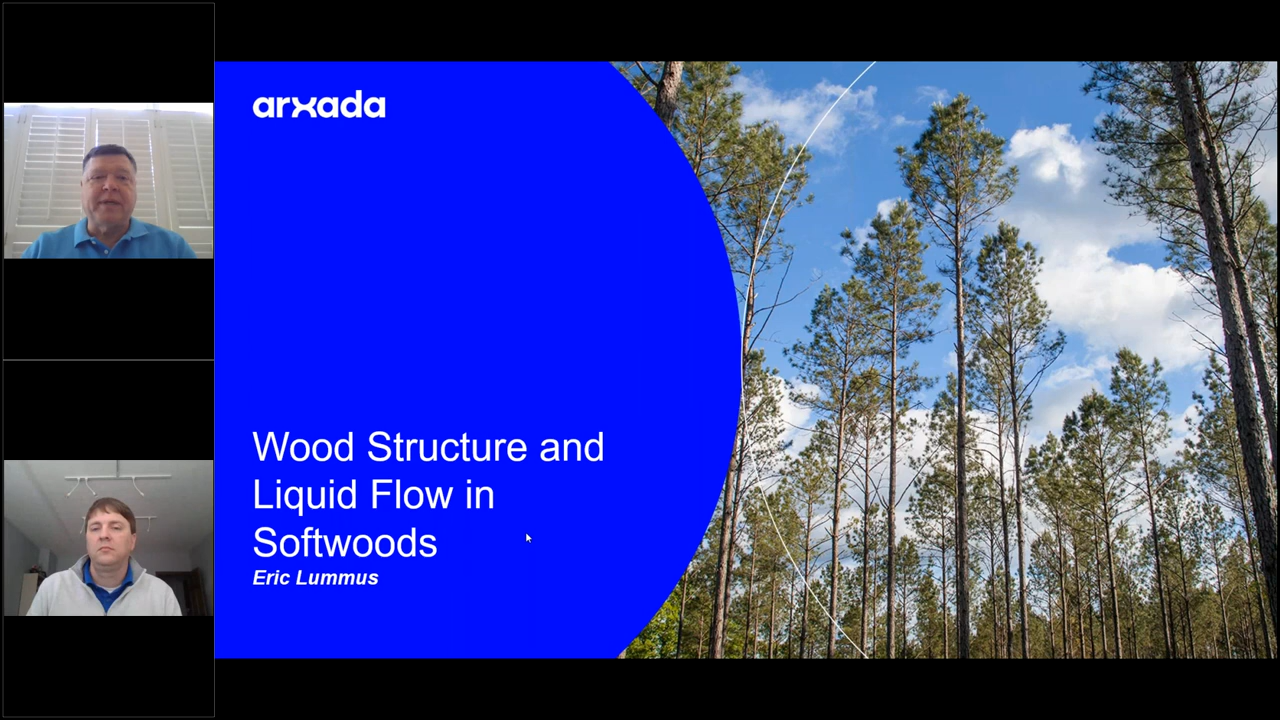 arxada
Wood Structure and
Liquid Flow in
Softwoods
Eric Lummus